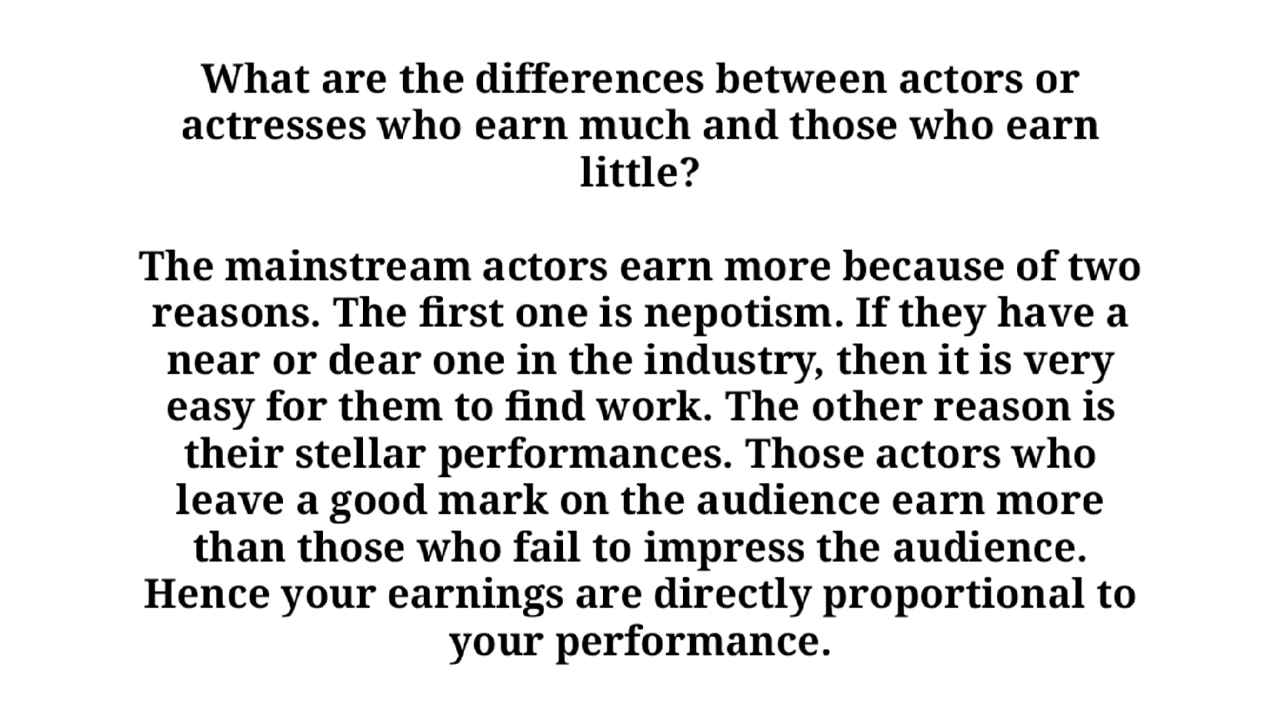 What are the differences between actors or
actresses who earn much and those who earn
little?
The mainstream actors earn more because of two
reasons. The first one is nepotism. If they have a
near or dear one in the industry, then it is very
easy for them to find work. The other reason is
their stellar performances. Those actors who
leave a good mark on the audience earn more
than those who fail to impress the audience.
Hence your earnings are directly proportional to
your performance.